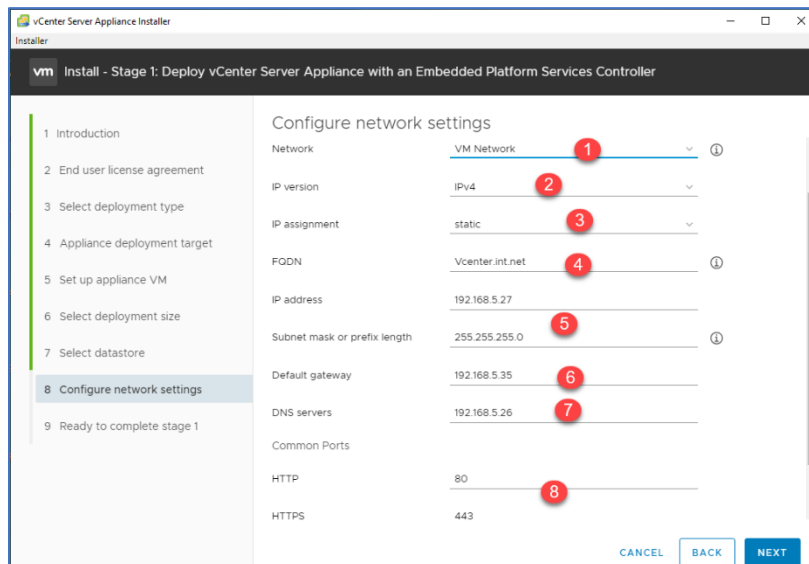 vCenter Server Appliance Installer
Installer
vm Install - Stage 1: Deploy vCenter Server Appliance with an Embedded Platform Services Controller
1 Introduction
2 End user license agreement
3 Select deployment type
4 Appliance deployment target
5 Set up appliance VM
6 Select deployment size
7 Select datastore
8 Configure network settings
9 Ready to complete stage 1
Configure network settings
Network VM Network 1
IP version IPv4 2
IP assignment static 3
FQDN Vcenter.int.net 4
IP address 192.168.5.27
Subnet mask or prefix length 255.255.255.0 5
Default gateway 192.168.5.35 6
DNS servers 192.168.5.26 7
Common Ports
HTTP 80
8
HTTPS 443
CANCEL BACK NEXT